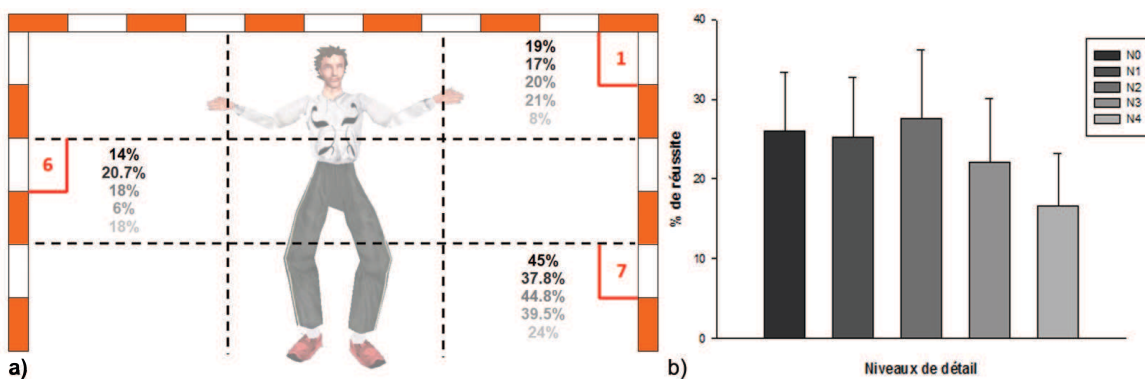 19%
17%
20%
21%
8%
1
6
14%
20.7%
18%
6%
18%
45%
37.8%
44.8%
39.5%
24%
7
a)
40
30
20
10
0
% de réussite
N0
N1
N2
N3
N4
Niveaux de détail
b)